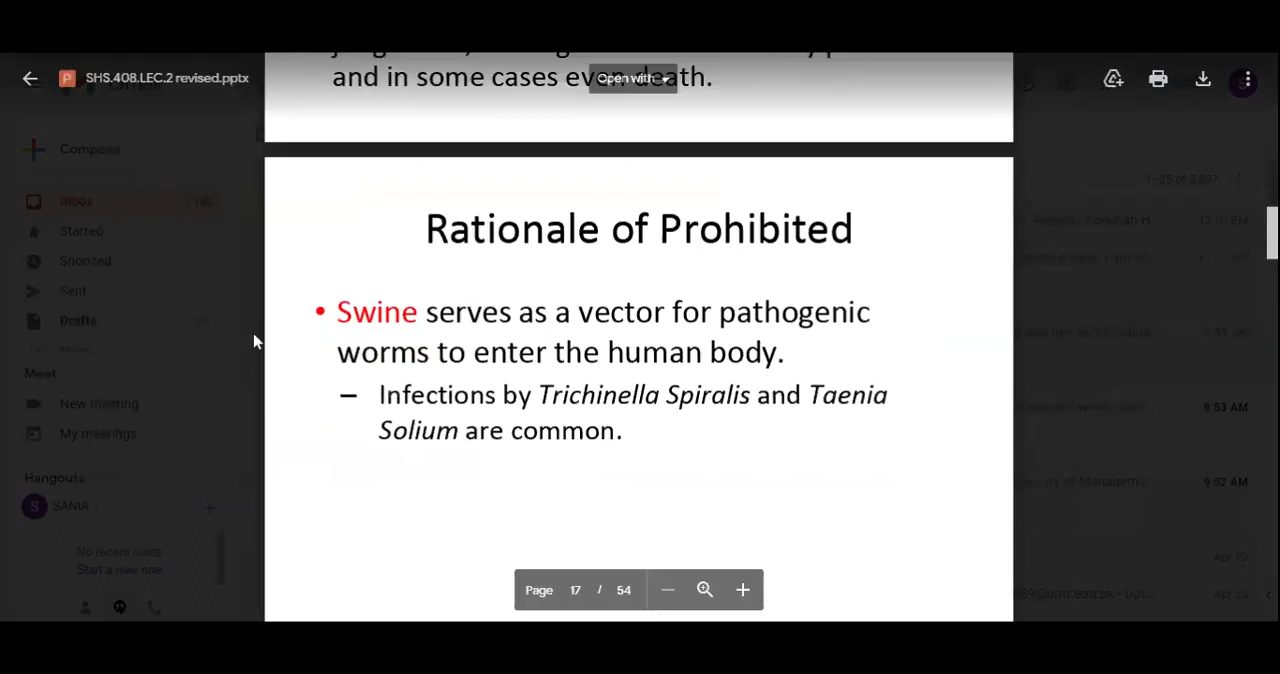 and in some cases even death.
SHS.408.LEC.2 revised.pptx
Open with
Compose
1–25 of 3,897
Inbox
Starred
Snoozed
Sent
Drafts
Meet
New meeting
My meetings
Hangouts
SANIA
No recent chats
Start a new one
Rationale of Prohibited
• Swine serves as a vector for pathogenic
worms to enter the human body.
– Infections by Trichinella Spiralis and Taenia
Solium are common.
Page 17 / 54
9:53 AM
9:52 AM
Apr 23
Apr 23